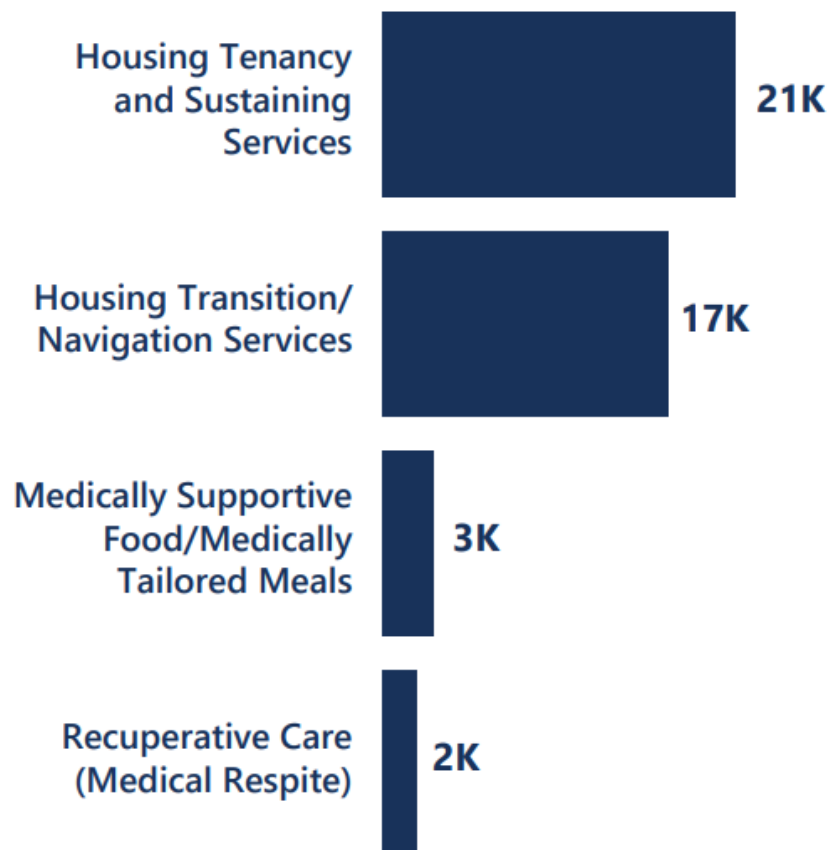 Housing Tenancy
and Sustaining
Services
21K
Housing Transition/
Navigation Services
17K
Medically Supportive
Food/Medically
Tailored Meals
3K
Recuperative Care
(Medical Respite)
2K